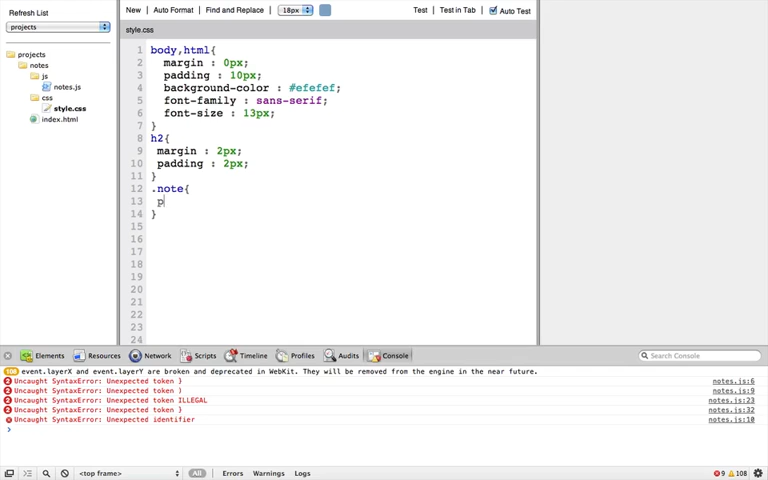 Refresh List
projects
projects
notes
js
notes.js
css
style.css
index.html
New Auto Format Find and Replace 18px Test Test in Tab Auto Test
style.css
1 body,html{
2 margin : 0px;
3 padding : 10px;
4 background-color : #efefef;
5 font-family : sans-serif;
6 font-size : 13px;
7 }
8 h2{
9 margin : 2px;
10 padding : 2px;
11 }
12 .note{
13 p
14 }
15
16
17
18
19
20
21
22
23
24
Elements Resources Network Scripts Timeline Profiles Audits Console Search Console
108 event.layerX and event.layerY are broken and deprecated in WebKit. They will be removed from the engine in the near future.
2 Uncaught SyntaxError: Unexpected token } notes.js:6
2 Uncaught SyntaxError: Unexpected token ) notes.js:9
2 Uncaught SyntaxError: Unexpected token ILLEGAL notes.js:23
2 Uncaught SyntaxError: Unexpected token } notes.js:32
Uncaught SyntaxError: Unexpected identifier notes.js:10
>
<top frame> All Errors Warnings Logs 9 108